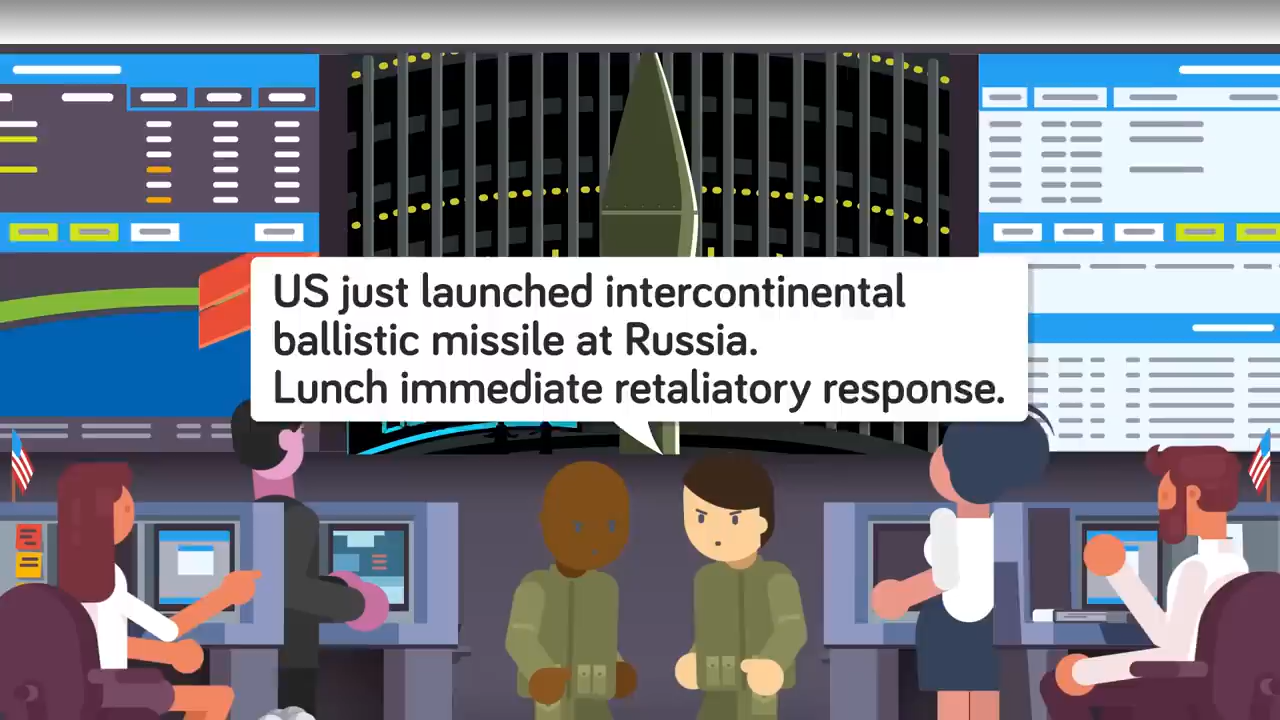 US just launched intercontinental
ballistic missile at Russia.
Lunch immediate retaliatory response.